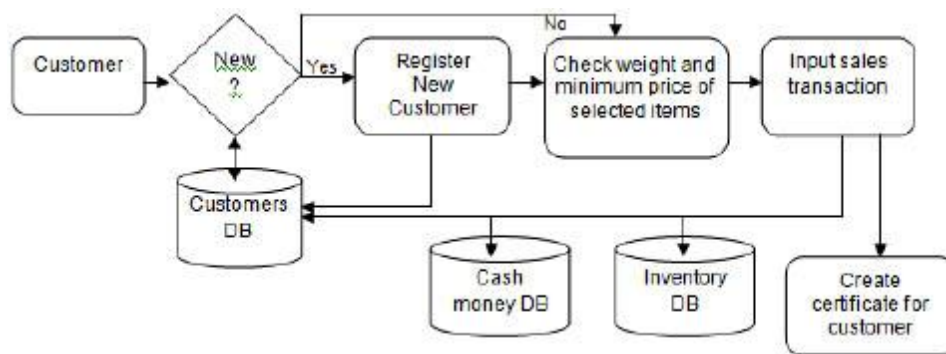 No
Customer
New
?
Yes
Register
New
Customer
Check weight and
minimum price of
selected items
Input sales
transaction
Customers
DB
Cash
money DB
Inventory
DB
Create
certificate for
customer